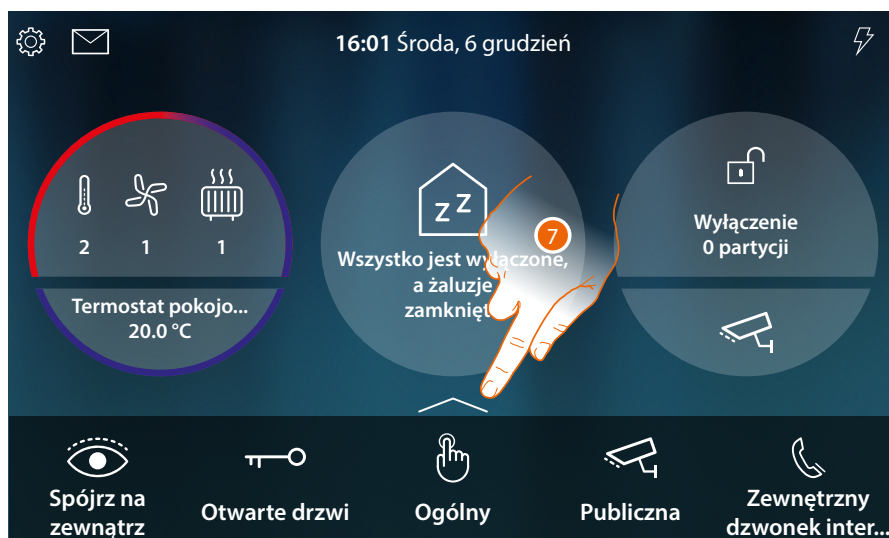 16:01 Środa, 6 grudzień
2 1 1
Termostat pokojo...
20.0 °C
z z
7
Wszystko jest wyłączone,
a żaluzje
zamknięt
Wyłączenie
0 partycji
Spójrz na
zewnątrz
Otwarte drzwi
Ogólny
Publiczna
Zewnętrzny
dzwonek inter...